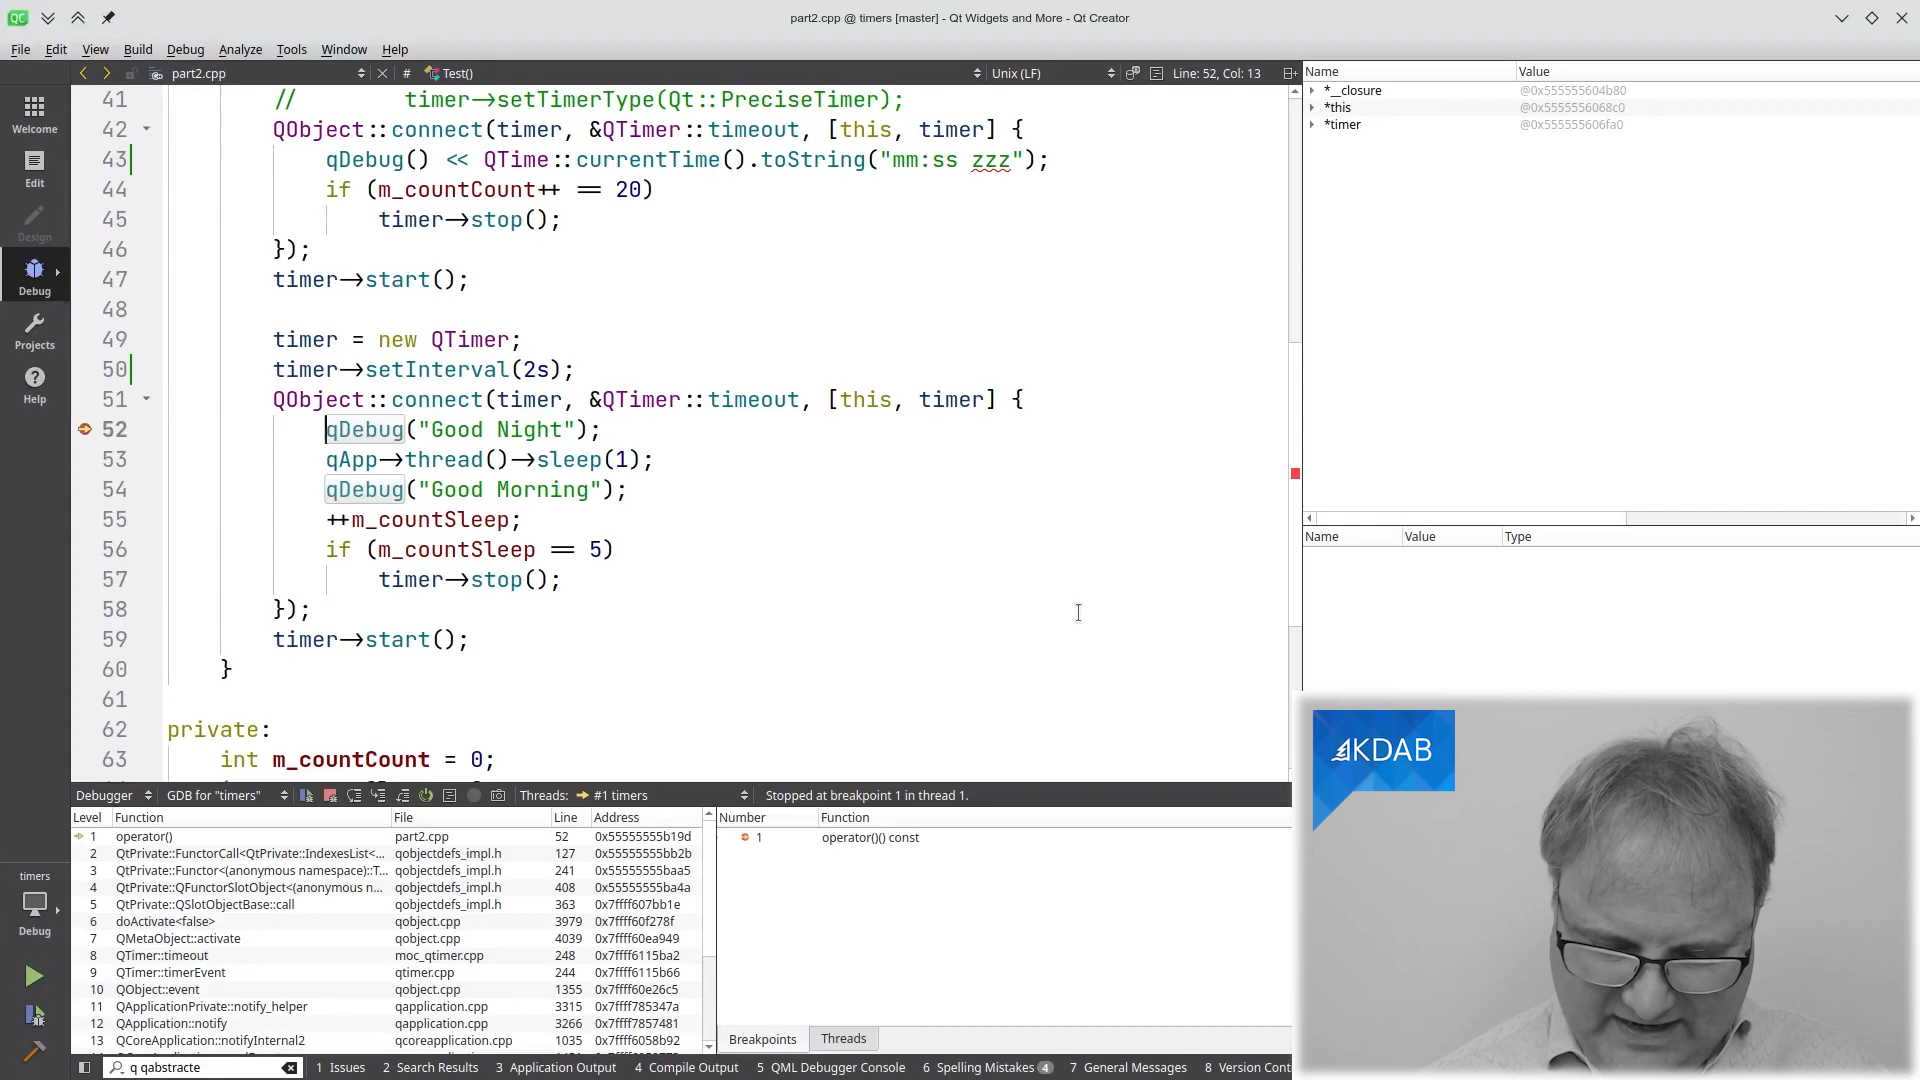 part2.cpp @ timers [master] - Qt Widgets and More - Qt Creator
File Edit View Build Debug Analyze Tools Window Help
part2.cpp # Test() Unix (LF) Line: 52, Col: 13
Welcome
Edit
Design
Debug
Projects
Help
timers
Debug
41 // timer->setTimerType(Qt::PreciseTimer);
42 QObject::connect(timer, &QTimer::timeout, [this, timer] {
43 qDebug() << QTime::currentTime().toString("mm:ss zzz");
44 if (m_countCount++ == 20)
45 timer->stop();
46 });
47 timer->start();
48
49 timer = new QTimer;
50 timer->setInterval(2s);
51 QObject::connect(timer, &QTimer::timeout, [this, timer] {
52 qDebug("Good Night");
53 qApp->thread()->sleep(1);
54 qDebug("Good Morning");
55 ++m_countSleep;
56 if (m_countSleep == 5)
57 timer->stop();
58 });
59 timer->start();
60 }
61
62 private:
63 int m_countCount = 0;
Name Value
*__closure @0x555555604b80
*this @0x5555556068c0
*timer @0x555555606fa0
Name Value Type
KDAB
Debugger GDB for "timers" Threads: #1 timers Stopped at breakpoint 1 in thread 1.
Level Function File Line Address
1 operator() part2.cpp 52 0x55555555b19d
2 QtPrivate::FunctorCall<QtPrivate::IndexesList<... qobjectdefs_impl.h 127 0x55555555bb2b
3 QtPrivate::Functor<(anonymous namespace)::T... qobjectdefs_impl.h 241 0x55555555baa5
4 QtPrivate::QFunctorSlotObject<(anonymous n... qobjectdefs_impl.h 408 0x55555555ba4a
5 QtPrivate::QSlotObjectBase::call qobjectdefs_impl.h 363 0x7ffff607bb1e
6 doActivate<false> qobject.cpp 3979 0x7ffff60f278f
7 QMetaObject::activate qobject.cpp 4039 0x7ffff60ea949
8 QTimer::timeout moc_qtimer.cpp 248 0x7ffff6115ba2
9 QTimer::timerEvent qtimer.cpp 244 0x7ffff6115b66
10 QObject::event qobject.cpp 1355 0x7ffff60e26c5
11 QApplicationPrivate::notify_helper qapplication.cpp 3315 0x7ffff785347a
12 QApplication::notify qapplication.cpp 3266 0x7ffff7857481
13 QCoreApplication::notifyInternal2 qcoreapplication.cpp 1035 0x7ffff6058b92
Number Function
1 operator()() const
Breakpoints Threads
q qabstracte 1 Issues 2 Search Results 3 Application Output 4 Compile Output 5 QML Debugger Console 6 Spelling Mistakes 4 7 General Messages 8 Version Cont